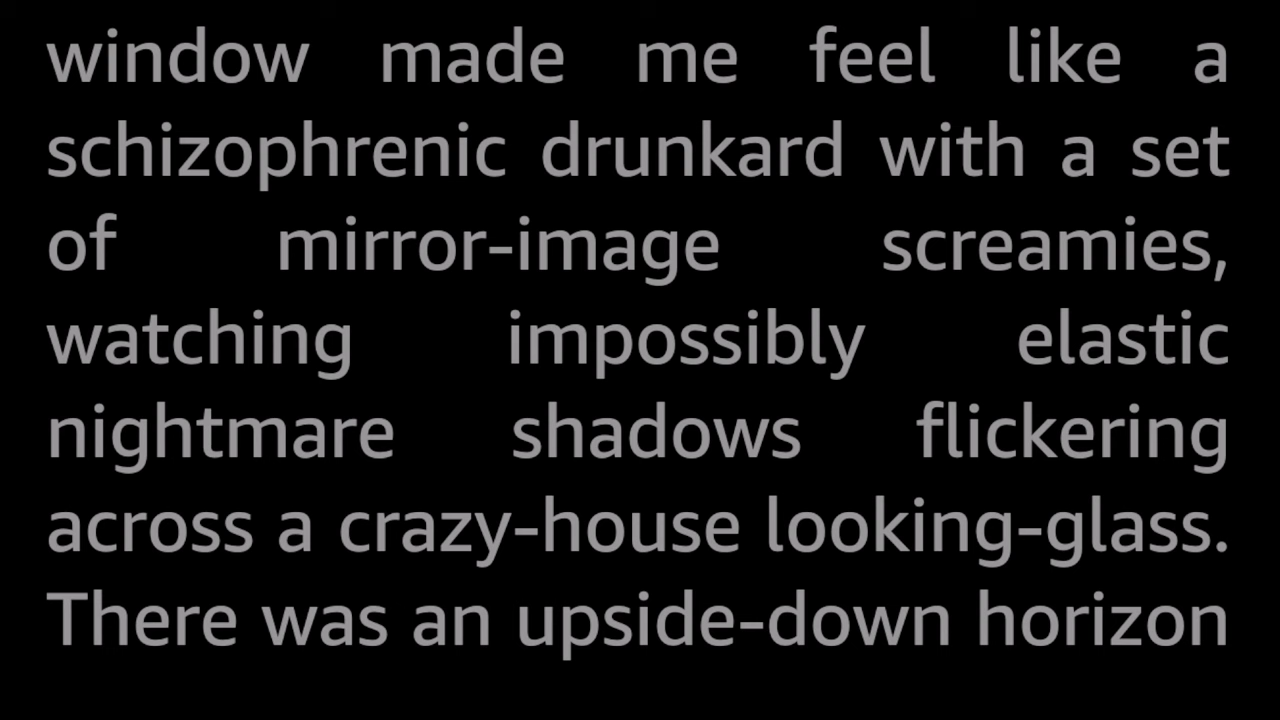 window made me feel like a
schizophrenic drunkard with a set
of mirror-image screamies,
watching impossibly elastic
nightmare shadows flickering
across a crazy-house looking-glass.
There was an upside-down horizon